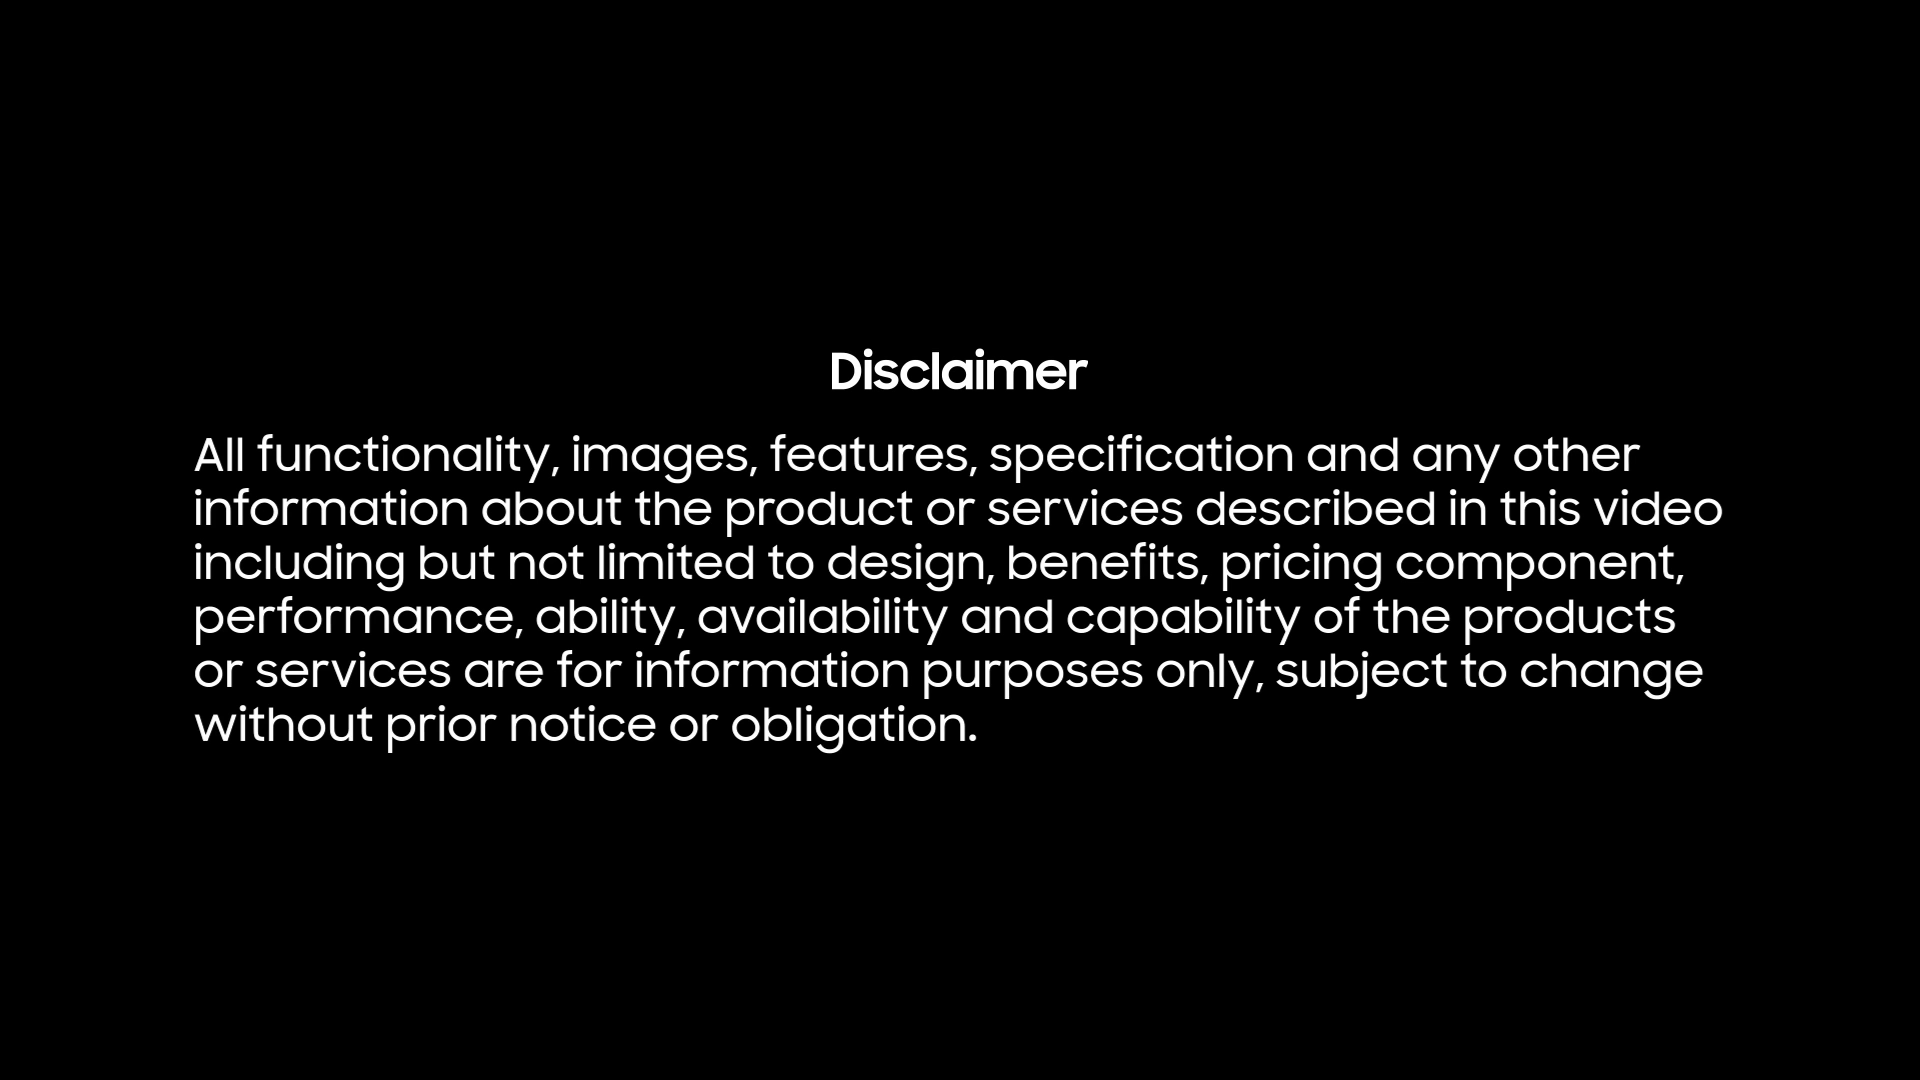 Disclaimer
All functionality, images, features, specification and any other
information about the product or services described in this video
including but not limited to design, benefits, pricing component,
performance, ability, availability and capability of the products
or services are for information purposes only, subject to change
without prior notice or obligation.